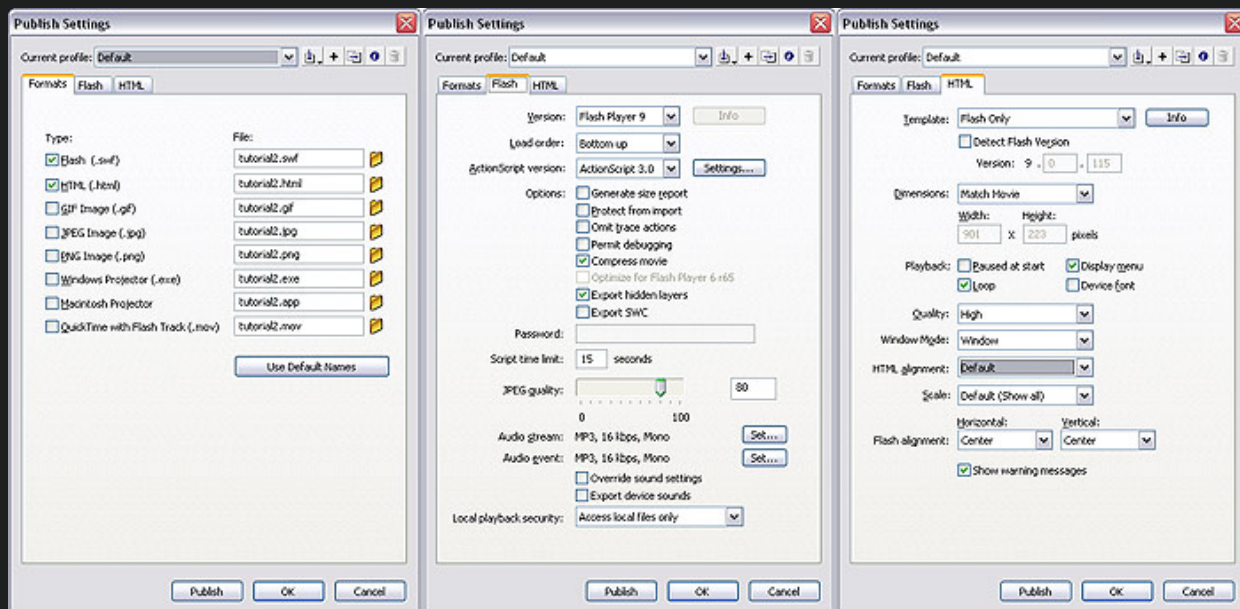 Publish Settings
Current profile: Default
Formats Flash HTML
Type: File:
Flash (.swf) tutorial2.swf
HTML (.html) tutorial2.html
GIF Image (.gif) tutorial2.gif
JPEG Image (.jpg) tutorial2.jpg
PNG Image (.png) tutorial2.png
Windows Projector (.exe) tutorial2.exe
Macintosh Projector tutorial2.app
QuickTime with Flash Track (.mov) tutorial2.mov
Use Default Names
Publish OK Cancel
Publish Settings
Current profile: Default
Formats Flash HTML
Version: Flash Player 9 Info
Load order: Bottom up
ActionScript version: ActionScript 3.0 Settings...
Options: Generate size report
Protect from import
Omit trace actions
Permit debugging
Compress movie
Optimize for Flash Player 6 r65
Export hidden layers
Export SWC
Password:
Script time limit: 15 seconds
JPEG quality: 80
0 100
Audio stream: MP3, 16 kbps, Mono Set...
Audio event: MP3, 16 kbps, Mono Set...
Override sound settings
Export device sounds
Local playback security: Access local files only
Publish OK Cancel
Publish Settings
Current profile: Default
Formats Flash HTML
Template: Flash Only Info
Detect Flash Version
Version: 9 . 0 . 115
Dimensions: Match Movie
Width: Height:
901 X 223 pixels
Playback: Paused at start Display menu
Loop Device font
Quality: High
Window Mode: Window
HTML alignment: Default
Scale: Default (Show all)
Horizontal: Vertical:
Flash alignment: Center Center
Show warning messages
Publish OK Cancel